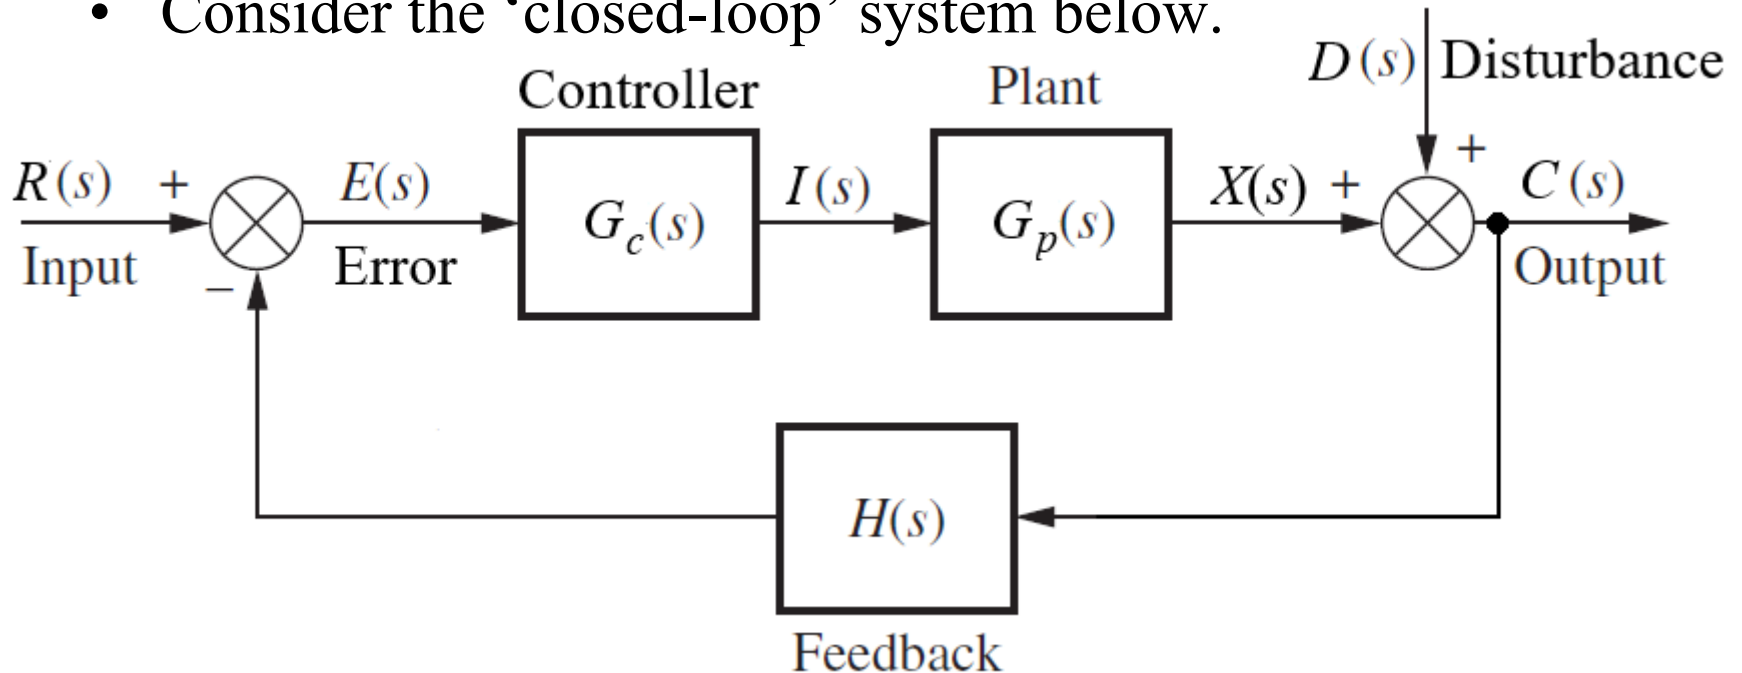 • Consider the ‘closed-loop’ system below.
D(s) Disturbance
Controller
Plant
R(s) + E(s) I(s) X(s) + + C(s)
Gc(s)
Gp(s)
Input − Error Output
H(s)
Feedback